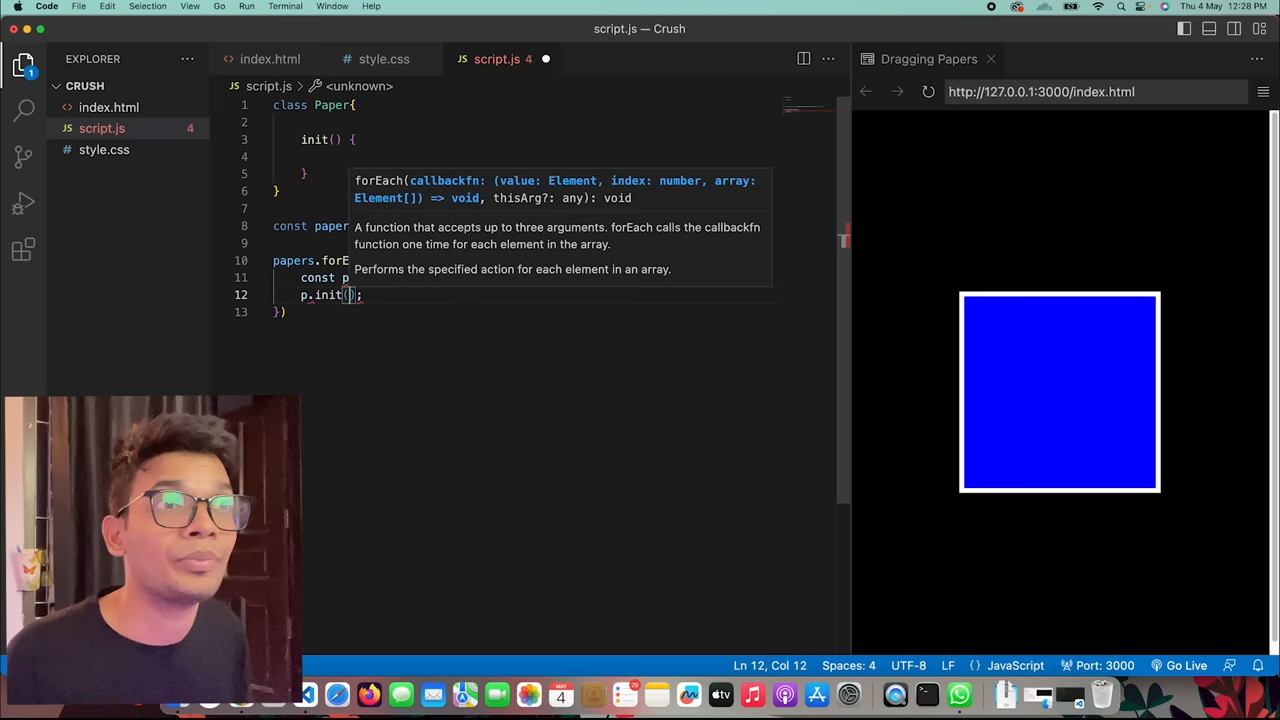 Code File Edit Selection View Go Run Terminal Window Help
Thu 4 May 12:28 PM
script.js — Crush
EXPLORER
CRUSH
index.html
script.js 4
style.css
1
index.html
style.css
script.js 4
script.js > <unknown>
1 class Paper{
2
3 init() {
4
5 }
6 }
7
8 const paper
9
10 papers.forE
11 const p
12 p.init();
13 })
forEach(callbackfn: (value: Element, index: number, array:
Element[]) => void, thisArg?: any): void
A function that accepts up to three arguments. forEach calls the callbackfn
function one time for each element in the array.
Performs the specified action for each element in an array.
Dragging Papers
http://127.0.0.1:3000/index.html
Ln 12, Col 12 Spaces: 4 UTF-8 LF {} JavaScript Port: 3000 Go Live
MAY
4
29
tv